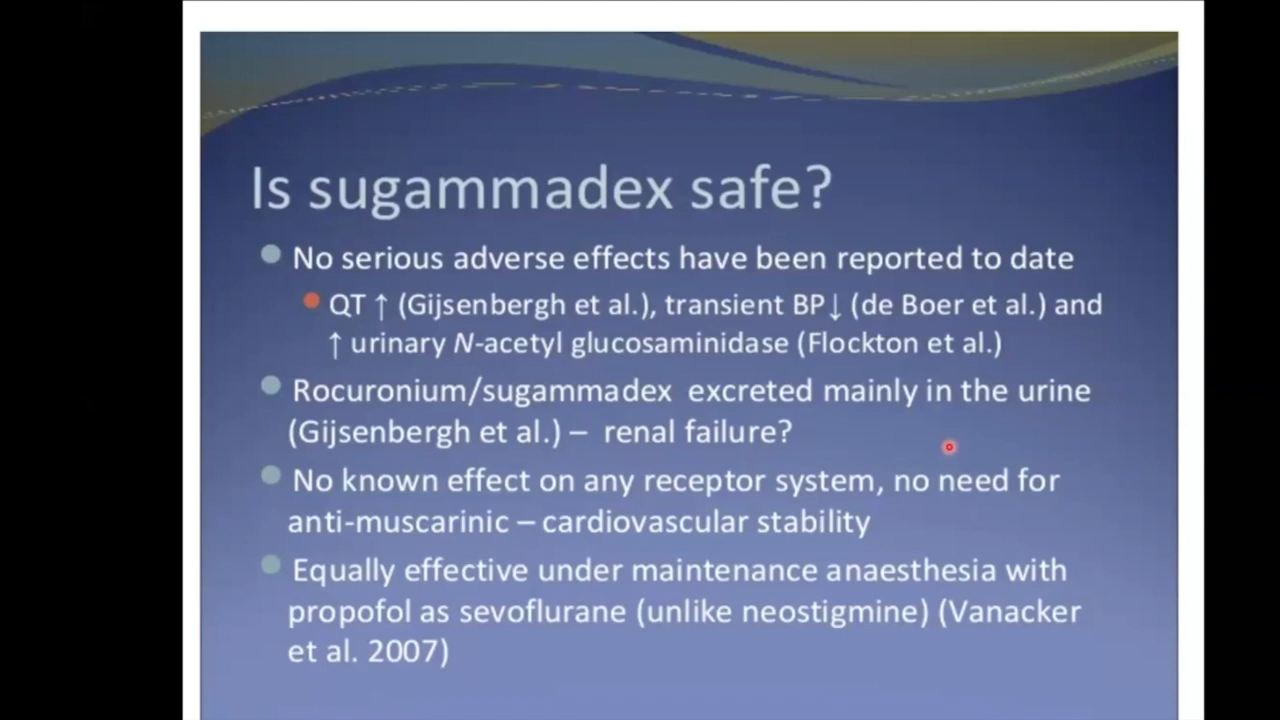 Is sugammadex safe?
No serious adverse effects have been reported to date
QT ↑ (Gijsenbergh et al.), transient BP↓ (de Boer et al.) and
↑ urinary N-acetyl glucosaminidase (Flockton et al.)
Rocuronium/sugammadex excreted mainly in the urine
(Gijsenbergh et al.) – renal failure?
No known effect on any receptor system, no need for
anti-muscarinic – cardiovascular stability
Equally effective under maintenance anaesthesia with
propofol as sevoflurane (unlike neostigmine) (Vanacker
et al. 2007)